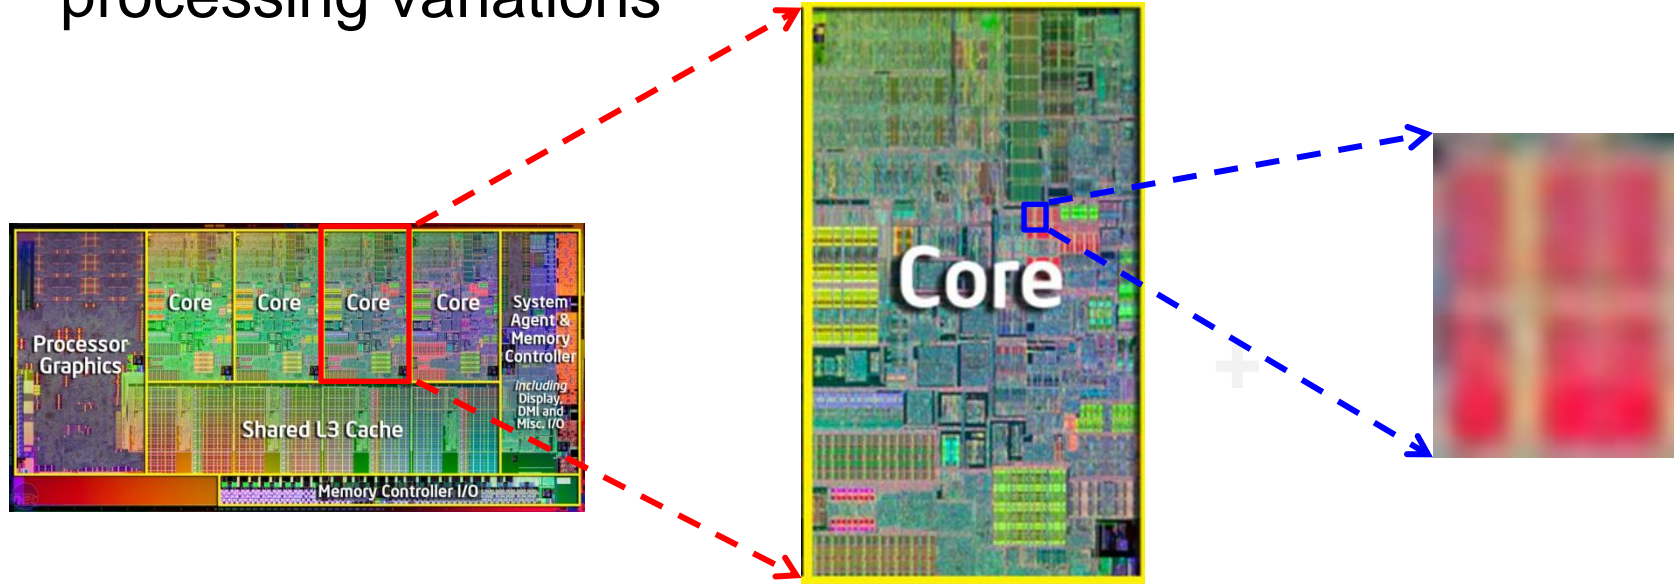 processing variations
Core
Core
Core
Core
System
Agent &
Memory
Controller
Processor
Graphics
including
Display,
DMI and
Misc. I/O
Shared L3 Cache
Memory Controller I/O
Core